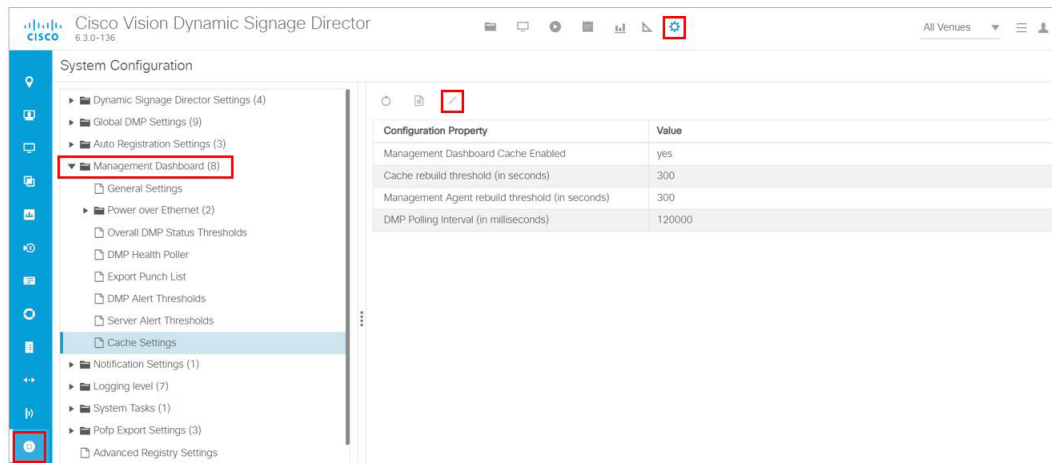 CISCO
Cisco Vision Dynamic Signage Director
6.3.0-136
All Venues
System Configuration
Dynamic Signage Director Settings (4)
Global DMP Settings (9)
Auto Registration Settings (3)
Management Dashboard (8)
General Settings
Power over Ethernet (2)
Overall DMP Status Thresholds
DMP Health Poller
Export Punch List
DMP Alert Thresholds
Server Alert Thresholds
Cache Settings
Notification Settings (1)
Logging level (7)
System Tasks (1)
Pofp Export Settings (3)
Advanced Registry Settings
Configuration Property Value
Management Dashboard Cache Enabled yes
Cache rebuild threshold (in seconds) 300
Management Agent rebuild threshold (in seconds) 300
DMP Polling Interval (in milliseconds) 120000